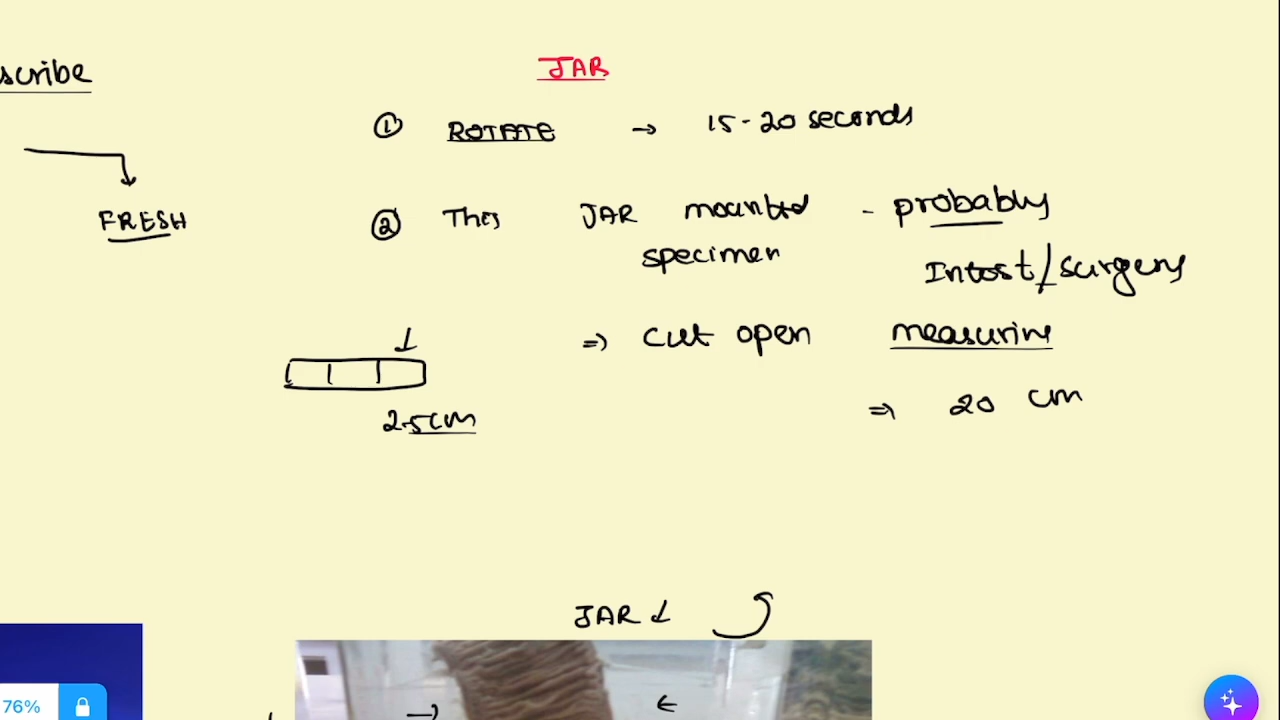 scribe
JAR
① ROTATE → 15-20 seconds
FRESH
② This JAR mounted - probably
specimen Intest/surgery
⇒ cut open measuring
2.5cm
⇒ 20 cm
JAR
76%